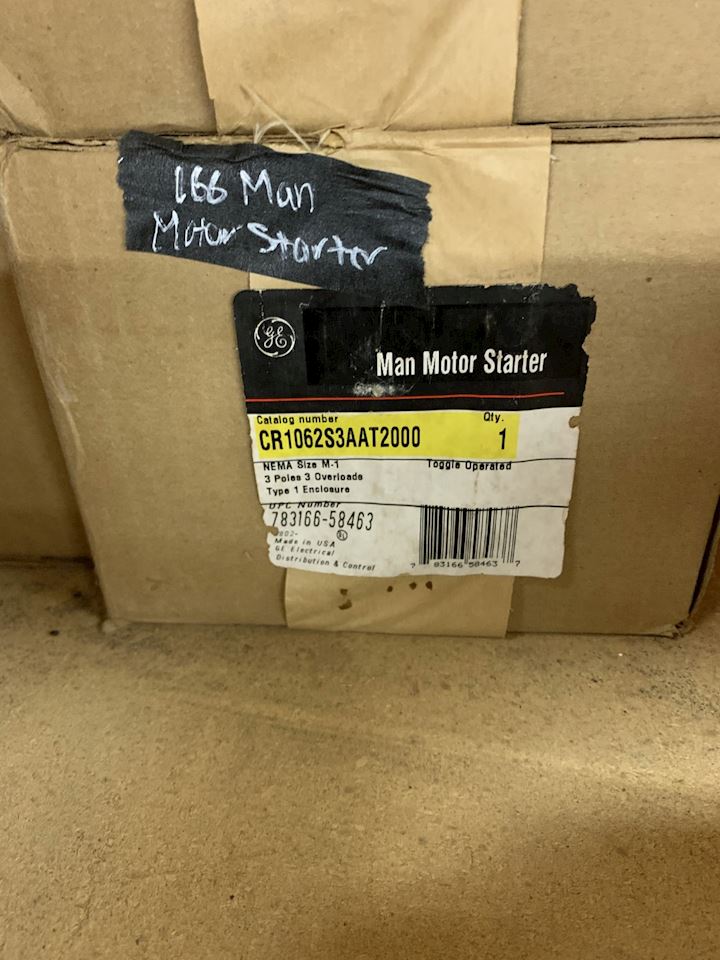 166 Man
Motor Starter
GE
Man Motor Starter
Catalog number Qty.
CR1062S3AAT2000 1
NEMA Size M-1 Toggle Operated
3 Poles 3 Overloads
Type 1 Enclosure
UPC Number
783166-58463
Made in USA
GE Electrical
Distribution & Control
7 83166 58463 7